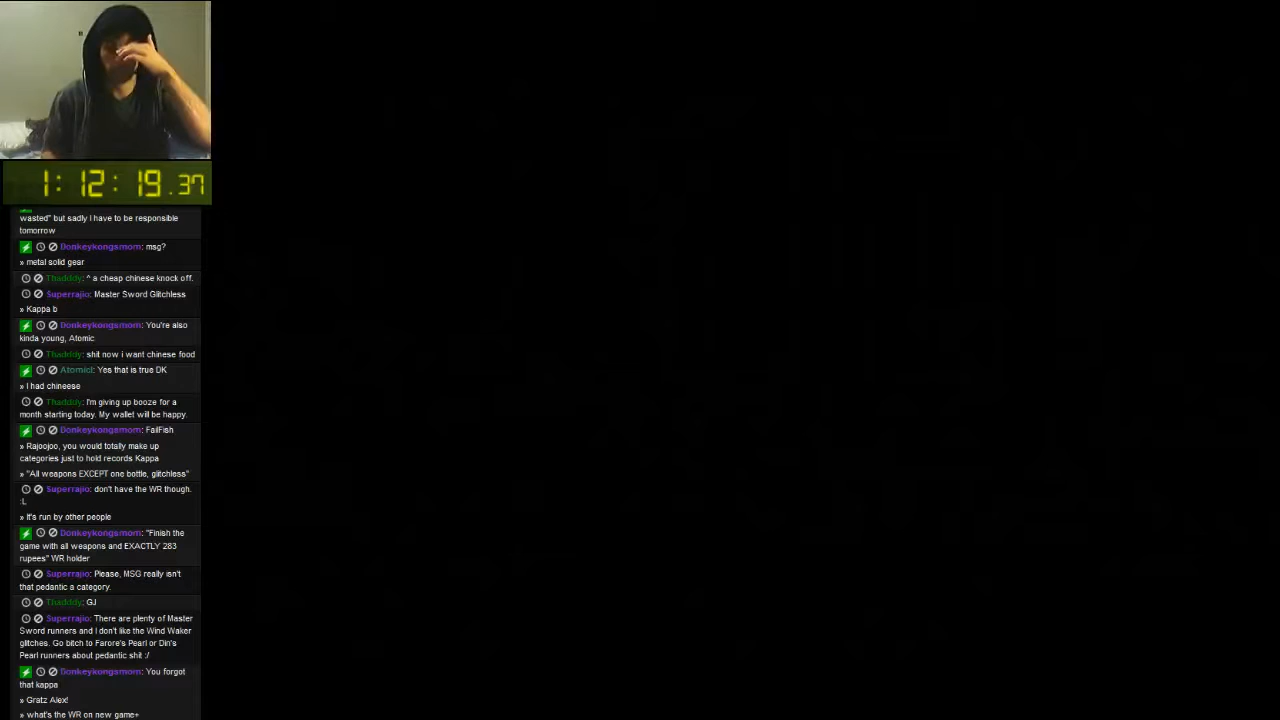 1:12:19.37
wasted" but sadly I have to be responsible
tomorrow
Donkeykongsmom: msg?
» metal solid gear
Thadddy: ^ a cheap chinese knock off.
Superrajio: Master Sword Glitchless
» Kappa b
Donkeykongsmom: You're also
kinda young, Atomic
Thadddy: shit now i want chinese food
Atomicl: Yes that is true DK
» I had chineese
Thadddy: I'm giving up booze for a
month starting today. My wallet will be happy.
Donkeykongsmom: FailFish
» Rajoojoo, you would totally make up
categories just to hold records Kappa
» "All weapons EXCEPT one bottle, glitchless"
Superrajio: don't have the WR though.
:L
» It's run by other people
Donkeykongsmom: "Finish the
game with all weapons and EXACTLY 283
rupees" WR holder
Superrajio: Please, MSG really isn't
that pedantic a category.
Thadddy: GJ
Superrajio: There are plenty of Master
Sword runners and I don't like the Wind Waker
glitches. Go bitch to Farore's Pearl or Din's
Pearl runners about pedantic shit :/
Donkeykongsmom: You forgot
that kappa
» Gratz Alex!
» what's the WR on new game+